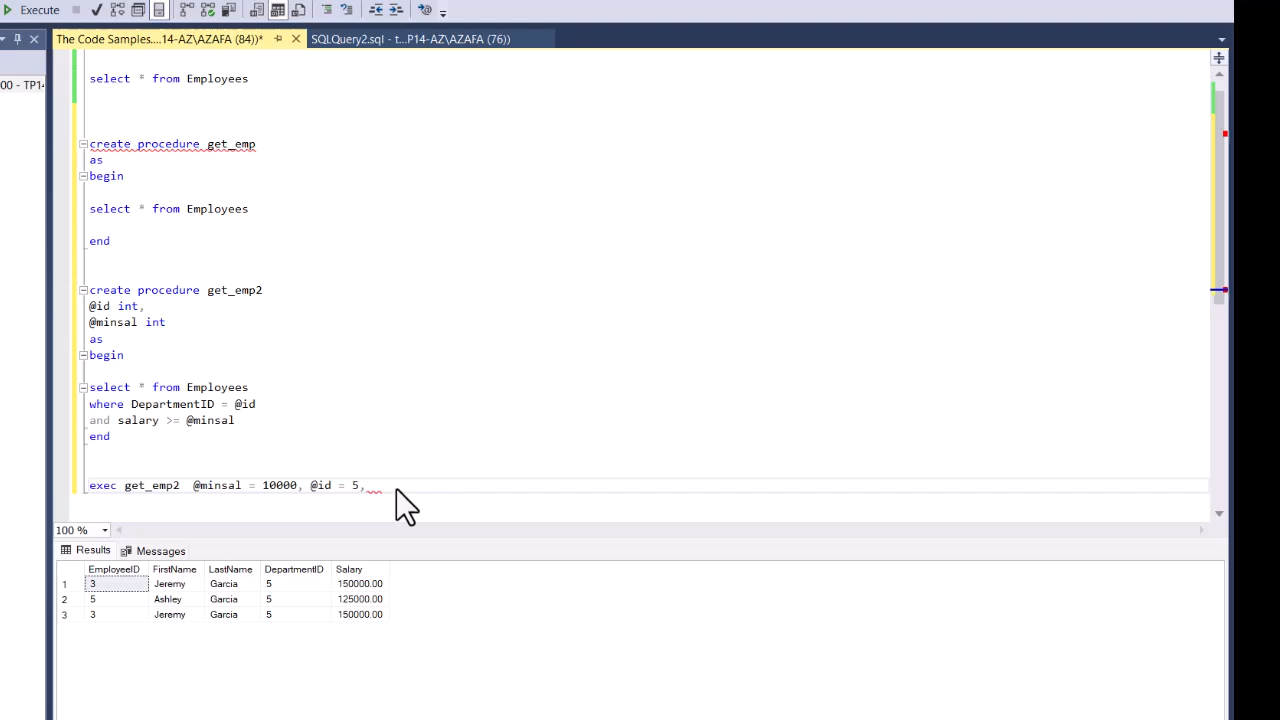 Execute
The Code Samples....14-AZ\AZAFA (84))*
SQLQuery2.sql - t...P14-AZ\AZAFA (76))
00 - TP14
select * from Employees
create procedure get_emp
as
begin
select * from Employees
end
create procedure get_emp2
@id int,
@minsal int
as
begin
select * from Employees
where DepartmentID = @id
and salary >= @minsal
end
exec get_emp2  @minsal = 10000, @id = 5,
100 %
Results Messages
EmployeeID FirstName LastName DepartmentID Salary
1 3 Jeremy Garcia 5 150000.00
2 5 Ashley Garcia 5 125000.00
3 3 Jeremy Garcia 5 150000.00